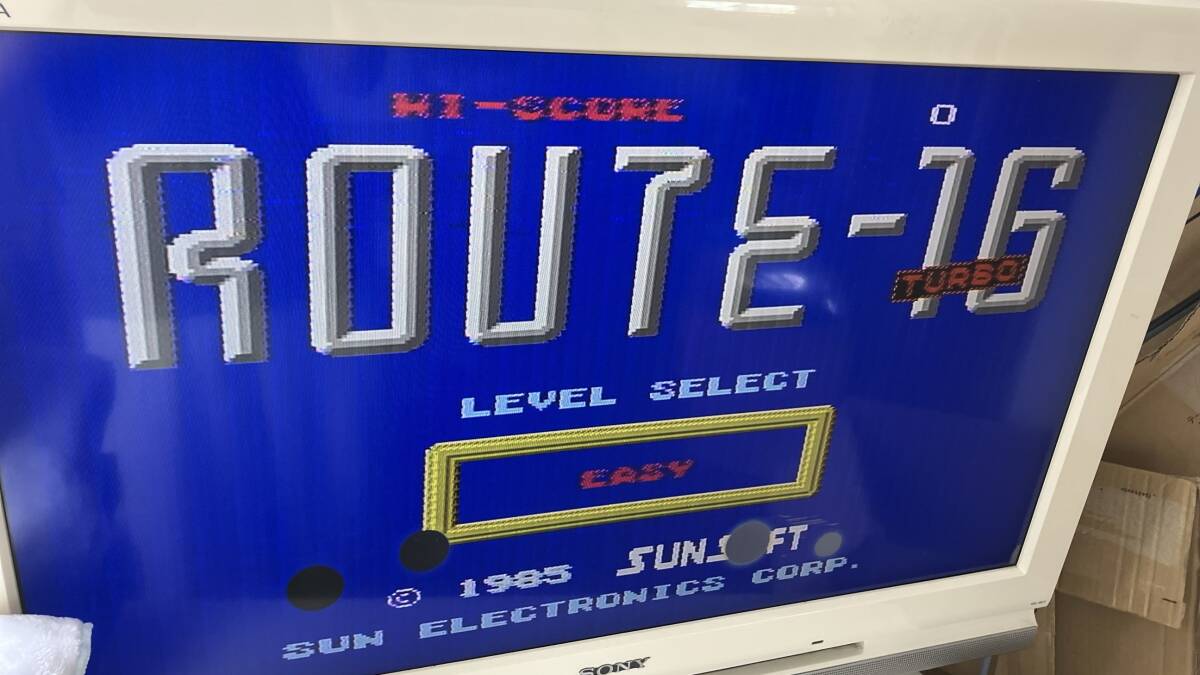 HI-SCORE 0
ROUTE-16
TURBO
LEVEL SELECT
EASY
© 1985 SUNSOFT
SUN ELECTRONICS CORP.
SONY